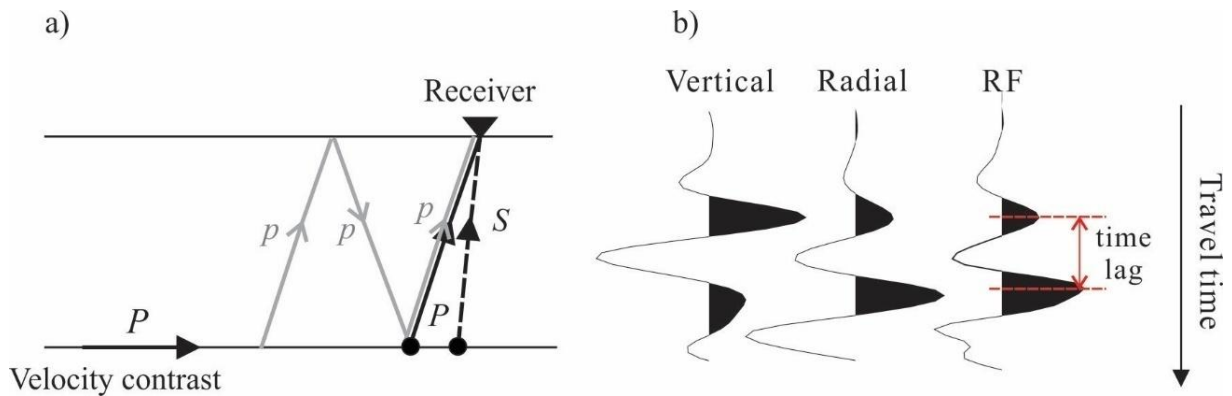 a)
Receiver
p
p
p
S
P
P
Velocity contrast
b)
Vertical
Radial
RF
time
lag
Travel time